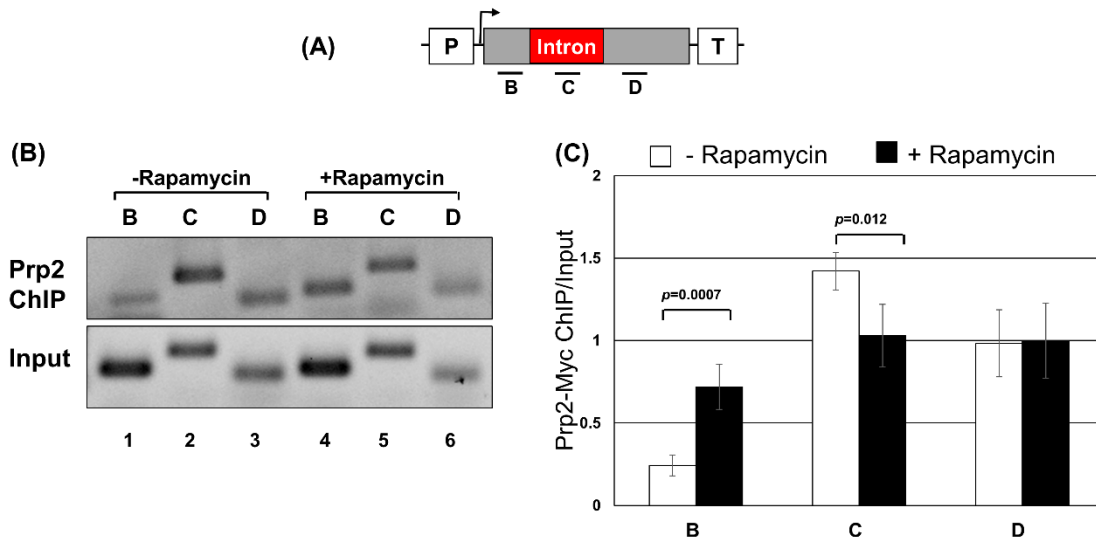 (A)
P
Intron
T
B C D
(B)
-Rapamycin +Rapamycin
B C D B C D
Prp2
ChIP
Input
1 2 3 4 5 6
(C)
- Rapamycin + Rapamycin
Prp2-Myc ChIP/Input
2
1.5
1
0.5
0
p=0.0007
p=0.012
B C D